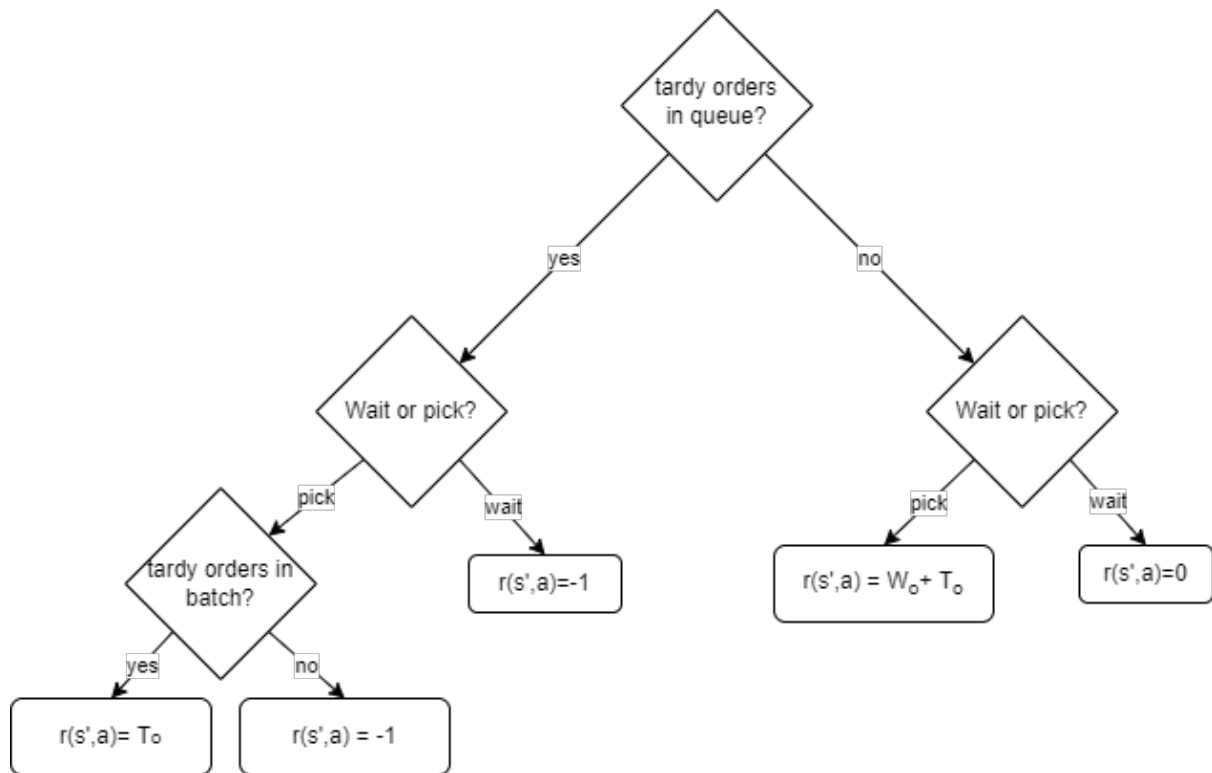 tardy orders
in queue?
yes
no
Wait or pick?
Wait or pick?
pick
wait
pick
wait
tardy orders in
batch?
r(s',a)=-1
r(s',a) = Wₒ+ Tₒ
r(s',a)=0
yes
no
r(s',a)= Tₒ
r(s',a) = -1